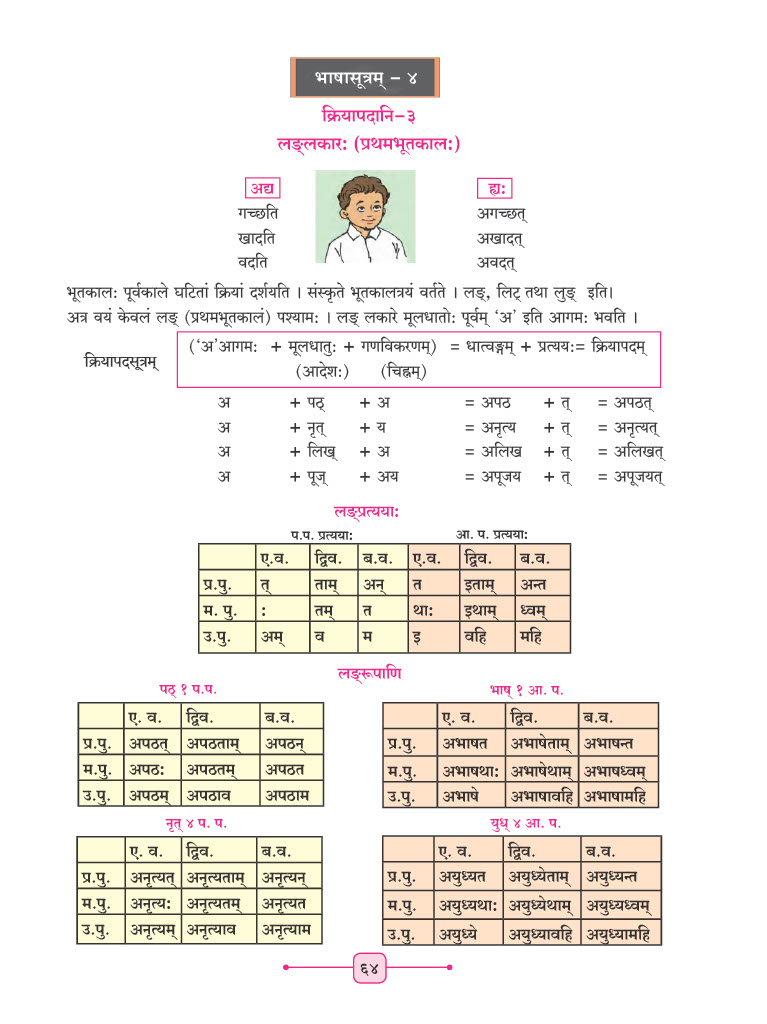 भाषासूत्रम् - ४
क्रियापदानि-३
लङ्लकारः (प्रथमभूतकालः)
अद्य ह्यः
गच्छति अगच्छत्
खादति अखादत्
वदति अवदत्
भूतकालः पूर्वकाले घटितां क्रियां दर्शयति । संस्कृते भूतकालत्रयं वर्तते । लङ्, लिट् तथा लुङ् इति।
अत्र वयं केवलं लङ् (प्रथमभूतकालं) पश्यामः । लङ् लकारे मूलधातोः पूर्वम् ‘अ’ इति आगमः भवति ।
क्रियापदसूत्रम् (‘अ’आगमः + मूलधातुः + गणविकरणम्) = धात्वङ्गम् + प्रत्ययः= क्रियापदम्
(आदेशः) (चिह्नम्)
अ + पठ् + अ = अपठ + त् = अपठत्
अ + नृत् + य = अनृत्य + त् = अनृत्यत्
अ + लिख् + अ = अलिख + त् = अलिखत्
अ + पूज् + अय = अपूजय + त् = अपूजयत्
लङ्प्रत्ययाः
प.प. प्रत्ययाः आ. प. प्रत्ययाः
ए.व. द्विव. ब.व. ए.व. द्विव. ब.व.
प्र.पु. त् ताम् अन् त इताम् अन्त
म. पु. : तम् त थाः इथाम् ध्वम्
उ.पु. अम् व म इ वहि महि
लङ्रूपाणि
पठ् १ प.प.
ए. व. द्विव. ब.व.
प्र.पु. अपठत् अपठताम् अपठन्
म.पु. अपठः अपठतम् अपठत
उ.पु. अपठम् अपठाव अपठाम
भाष् १ आ. प.
ए. व. द्विव. ब.व.
प्र.पु. अभाषत अभाषेताम् अभाषन्त
म.पु. अभाषथाः अभाषेथाम् अभाषध्वम्
उ.पु. अभाषे अभाषावहि अभाषामहि
नृत् ४ प. प.
ए. व. द्विव. ब.व.
प्र.पु. अनृत्यत् अनृत्यताम् अनृत्यन्
म.पु. अनृत्यः अनृत्यतम् अनृत्यत
उ.पु. अनृत्यम् अनृत्याव अनृत्याम
युध् ४ आ. प.
ए. व. द्विव. ब.व.
प्र.पु. अयुध्यत अयुध्येताम् अयुध्यन्त
म.पु. अयुध्यथाः अयुध्येथाम् अयुध्यध्वम्
उ.पु. अयुध्ये अयुध्यावहि अयुध्यामहि
६४